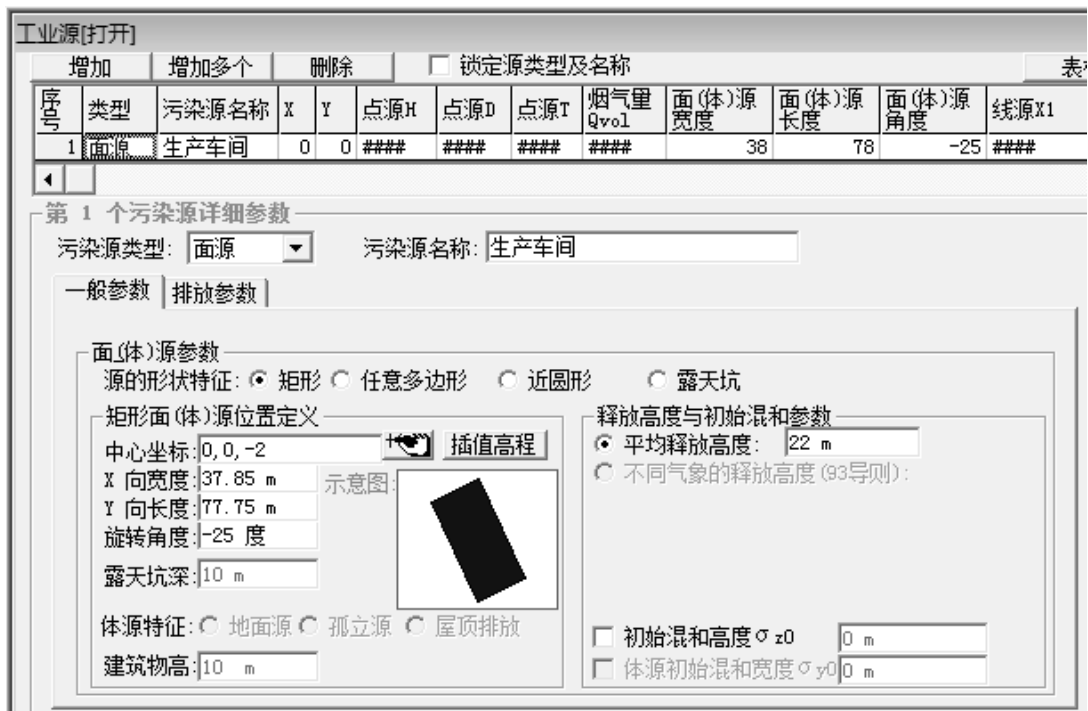 工业源[打开]
增加 增加多个 删除 锁定源类型及名称
序号 类型 污染源名称 X Y 点源H 点源D 点源T 烟气量Qvol 面(体)源宽度 面(体)源长度 面(体)源角度 线源X1
1 面源 生产车间 0 0 #### #### #### #### 38 78 -25 ####
第 1 个污染源详细参数
污染源类型: 面源 污染源名称: 生产车间
一般参数 排放参数
面(体)源参数
源的形状特征: 矩形 任意多边形 近圆形 露天坑
矩形面(体)源位置定义
中心坐标: 0,0,-2 插值高程
X 向宽度: 37.85 m 示意图:
Y 向长度: 77.75 m
旋转角度: -25 度
露天坑深: 10 m
体源特征: 地面源 孤立源 屋顶排放
建筑物高: 10 m
释放高度与初始混和参数
平均释放高度: 22 m
不同气象的释放高度(93导则):
初始混和高度σz0 0 m
体源初始混和宽度σy0 0 m